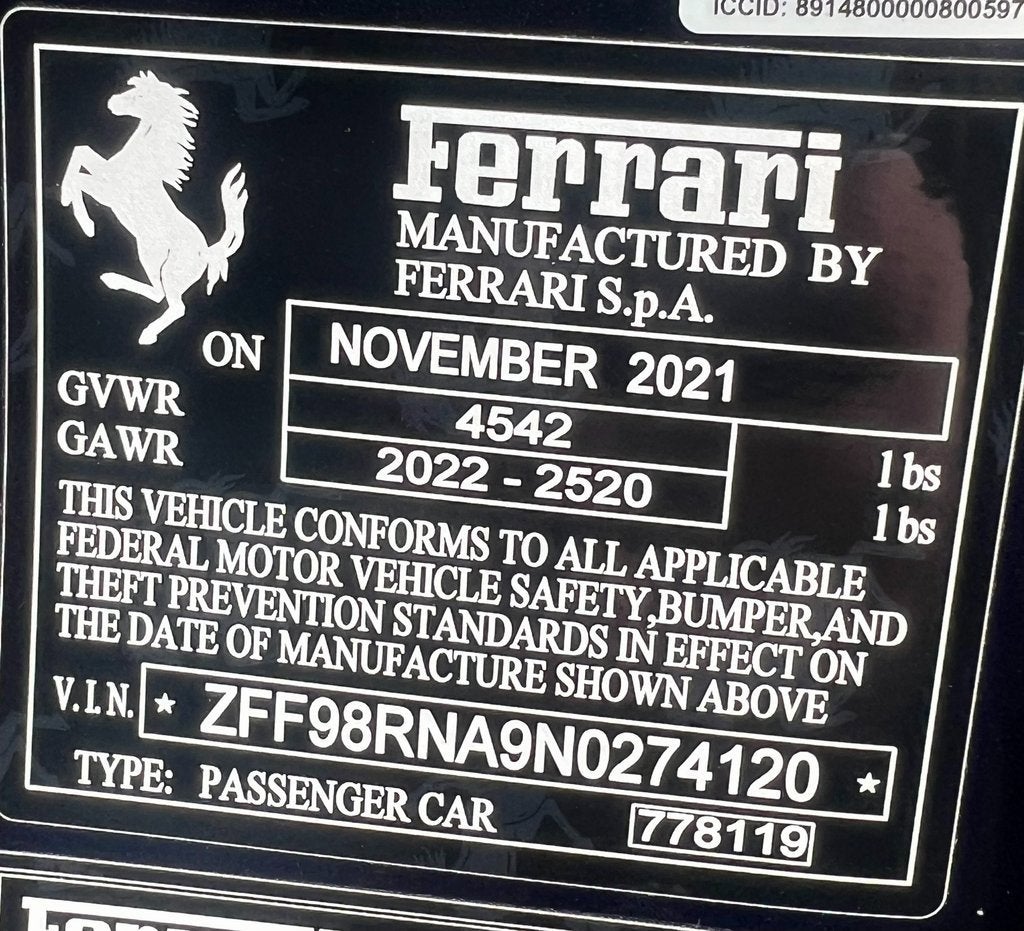 ICCID: 8914800000800597
Ferrari
MANUFACTURED BY
FERRARI S.p.A.
ON NOVEMBER 2021
GVWR 4542 lbs
GAWR 2022 - 2520 lbs
THIS VEHICLE CONFORMS TO ALL APPLICABLE
FEDERAL MOTOR VEHICLE SAFETY,BUMPER,AND
THEFT PREVENTION STANDARDS IN EFFECT ON
THE DATE OF MANUFACTURE SHOWN ABOVE
V.I.N. * ZFF98RNA9N0274120 *
TYPE: PASSENGER CAR 778119